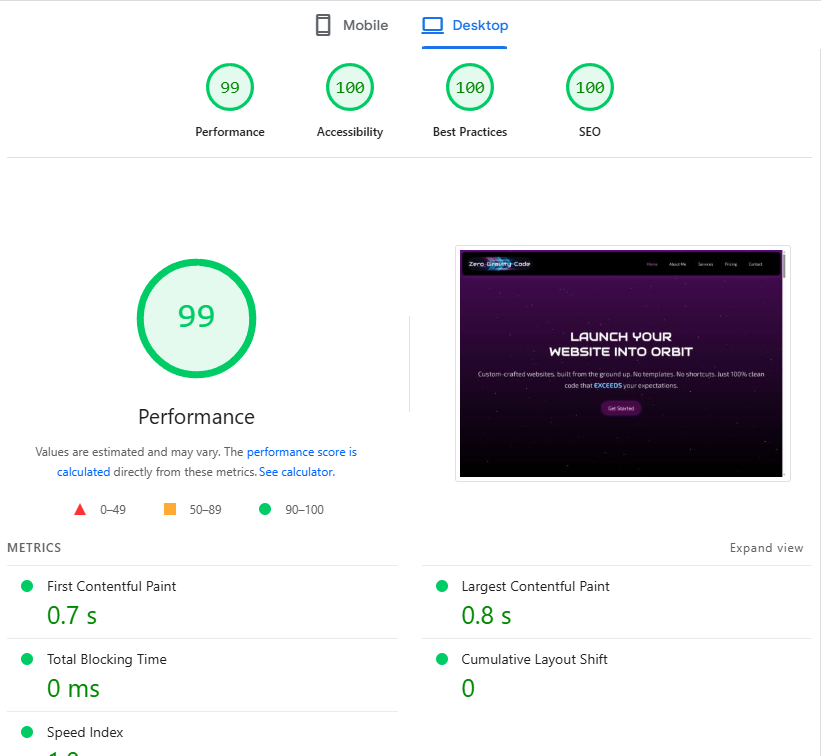 Mobile
Desktop
99
100
100
100
Performance
Accessibility
Best Practices
SEO
99
Performance
Values are estimated and may vary. The performance score is
calculated directly from these metrics. See calculator.
0–49
50–89
90–100
Zero Gravity Code
Home
About Me
Services
Pricing
Contact
LAUNCH YOUR
WEBSITE INTO ORBIT
Custom-crafted websites, built from the ground up. No templates. No shortcuts. Just 100% clean
code that EXCEEDS your expectations.
Get Started
METRICS
Expand view
First Contentful Paint
0.7 s
Largest Contentful Paint
0.8 s
Total Blocking Time
0 ms
Cumulative Layout Shift
0
Speed Index